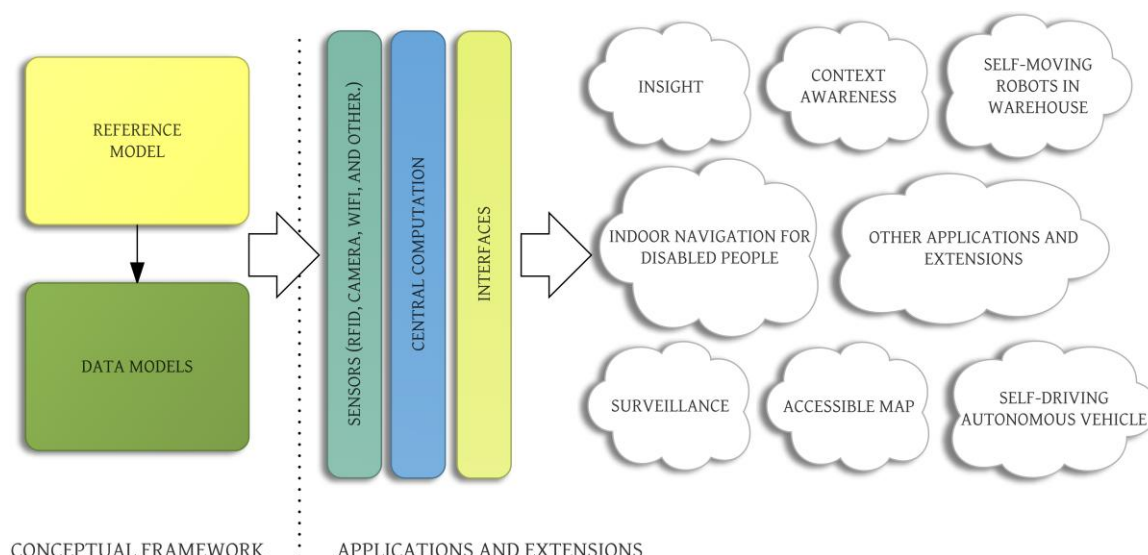 REFERENCE
MODEL
DATA MODELS
SENSORS (RFID, CAMERA, WIFI, AND OTHER.)
CENTRAL COMPUTATION
INTERFACES
INSIGHT
CONTEXT
AWARENESS
SELF-MOVING
ROBOTS IN
WAREHOUSE
INDOOR NAVIGATION FOR
DISABLED PEOPLE
OTHER APPLICATIONS AND
EXTENSIONS
SURVEILLANCE
ACCESSIBLE MAP
SELF-DRIVING
AUTONOMOUS VEHICLE
CONCEPTUAL FRAMEWORK
APPLICATIONS AND EXTENSIONS